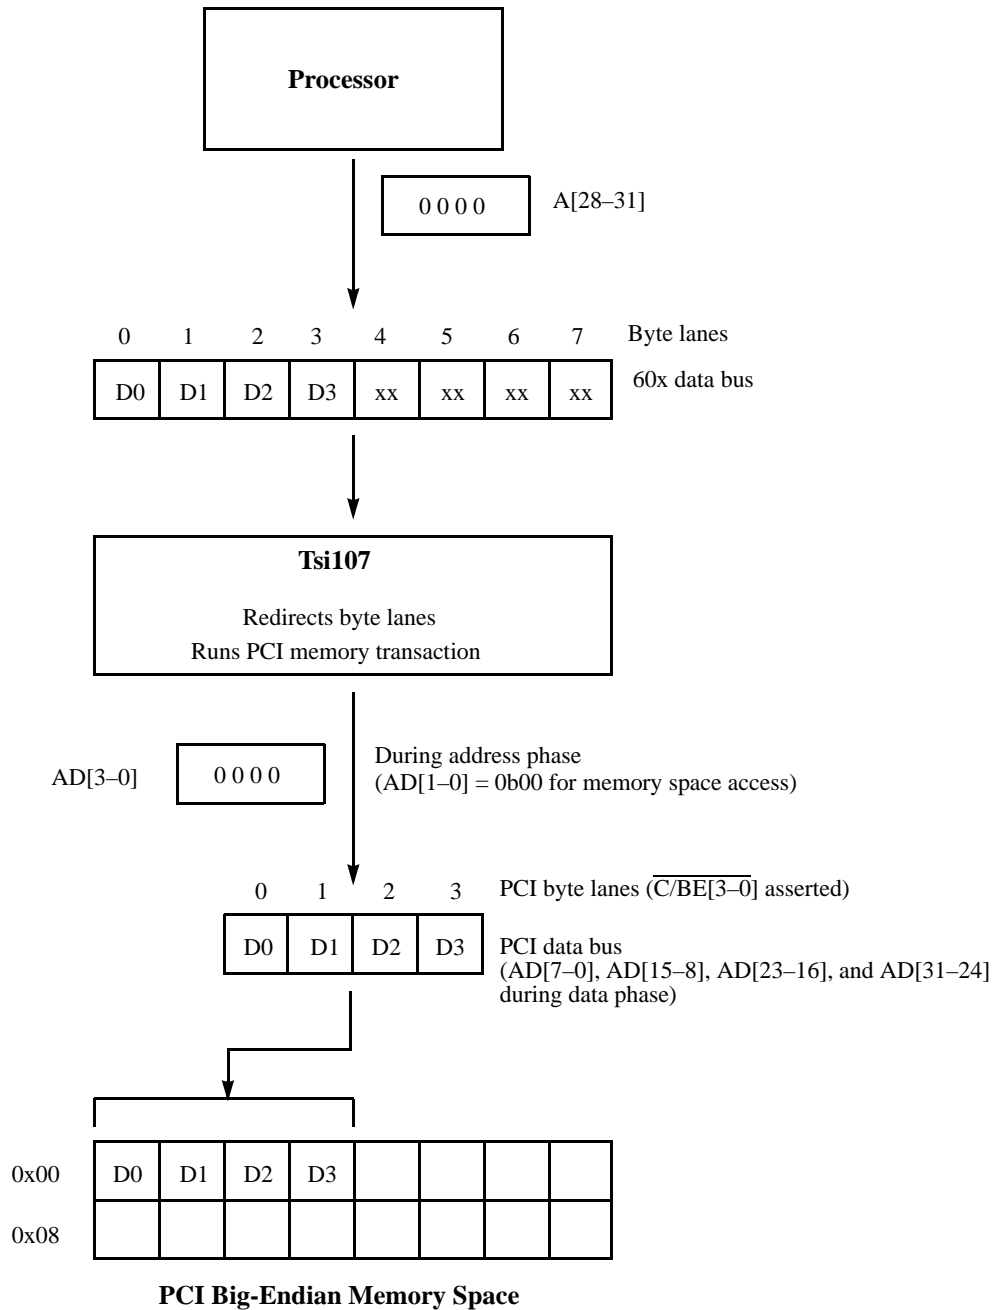 Processor
0 0 0 0
A[28–31]
0 1 2 3 4 5 6 7 Byte lanes
D0 D1 D2 D3 xx xx xx xx 60x data bus
Tsi107
Redirects byte lanes
Runs PCI memory transaction
AD[3–0]
0 0 0 0
During address phase
(AD[1–0] = 0b00 for memory space access)
0 1 2 3 PCI byte lanes (C/BE[3–0] asserted)
D0 D1 D2 D3 PCI data bus
(AD[7–0], AD[15–8], AD[23–16], and AD[31–24]
during data phase)
0x00 D0 D1 D2 D3
0x08
PCI Big-Endian Memory Space